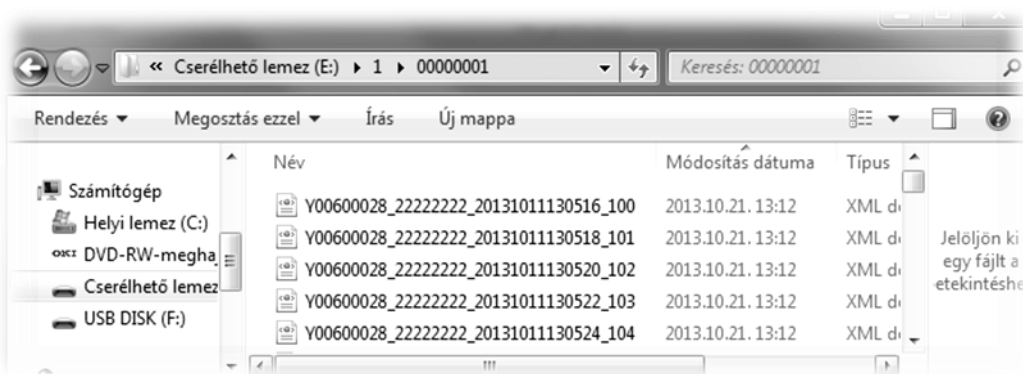 « Cserélhető lemez (E:) ▸ 1 ▸ 00000001
Keresés: 00000001
Rendezés Megosztás ezzel Írás Új mappa
Név Módosítás dátuma Típus
Számítógép
Helyi lemez (C:)
DVD-RW-megha
Cserélhető lemez
USB DISK (F:)
Y00600028_22222222_20131011130516_100 2013.10.21. 13:12 XML d
Y00600028_22222222_20131011130518_101 2013.10.21. 13:12 XML d
Y00600028_22222222_20131011130520_102 2013.10.21. 13:12 XML d
Y00600028_22222222_20131011130522_103 2013.10.21. 13:12 XML d
Y00600028_22222222_20131011130524_104 2013.10.21. 13:12 XML d
Jelöljön ki
egy fájlt a
etekintéshe